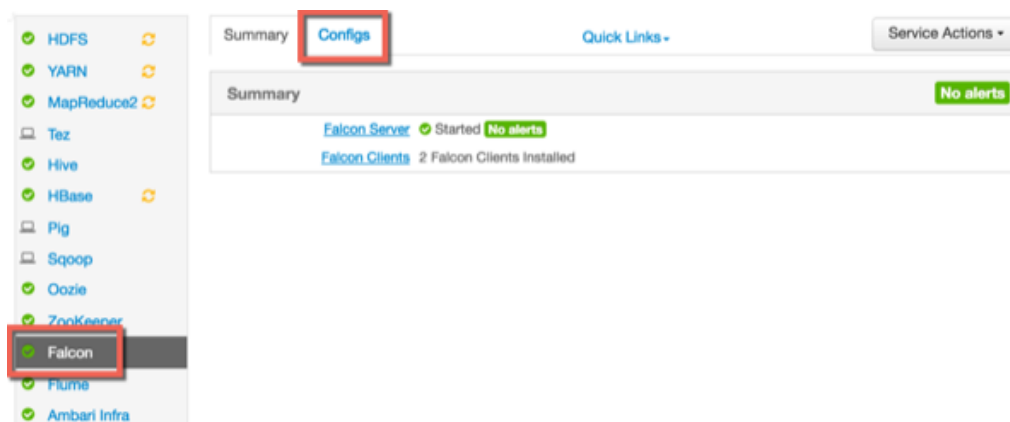 HDFS
YARN
MapReduce2
Tez
Hive
HBase
Pig
Sqoop
Oozie
ZooKeeper
Falcon
Flume
Ambari Infra
Summary Configs Quick Links Service Actions
Summary No alerts
Falcon Server Started No alerts
Falcon Clients 2 Falcon Clients Installed